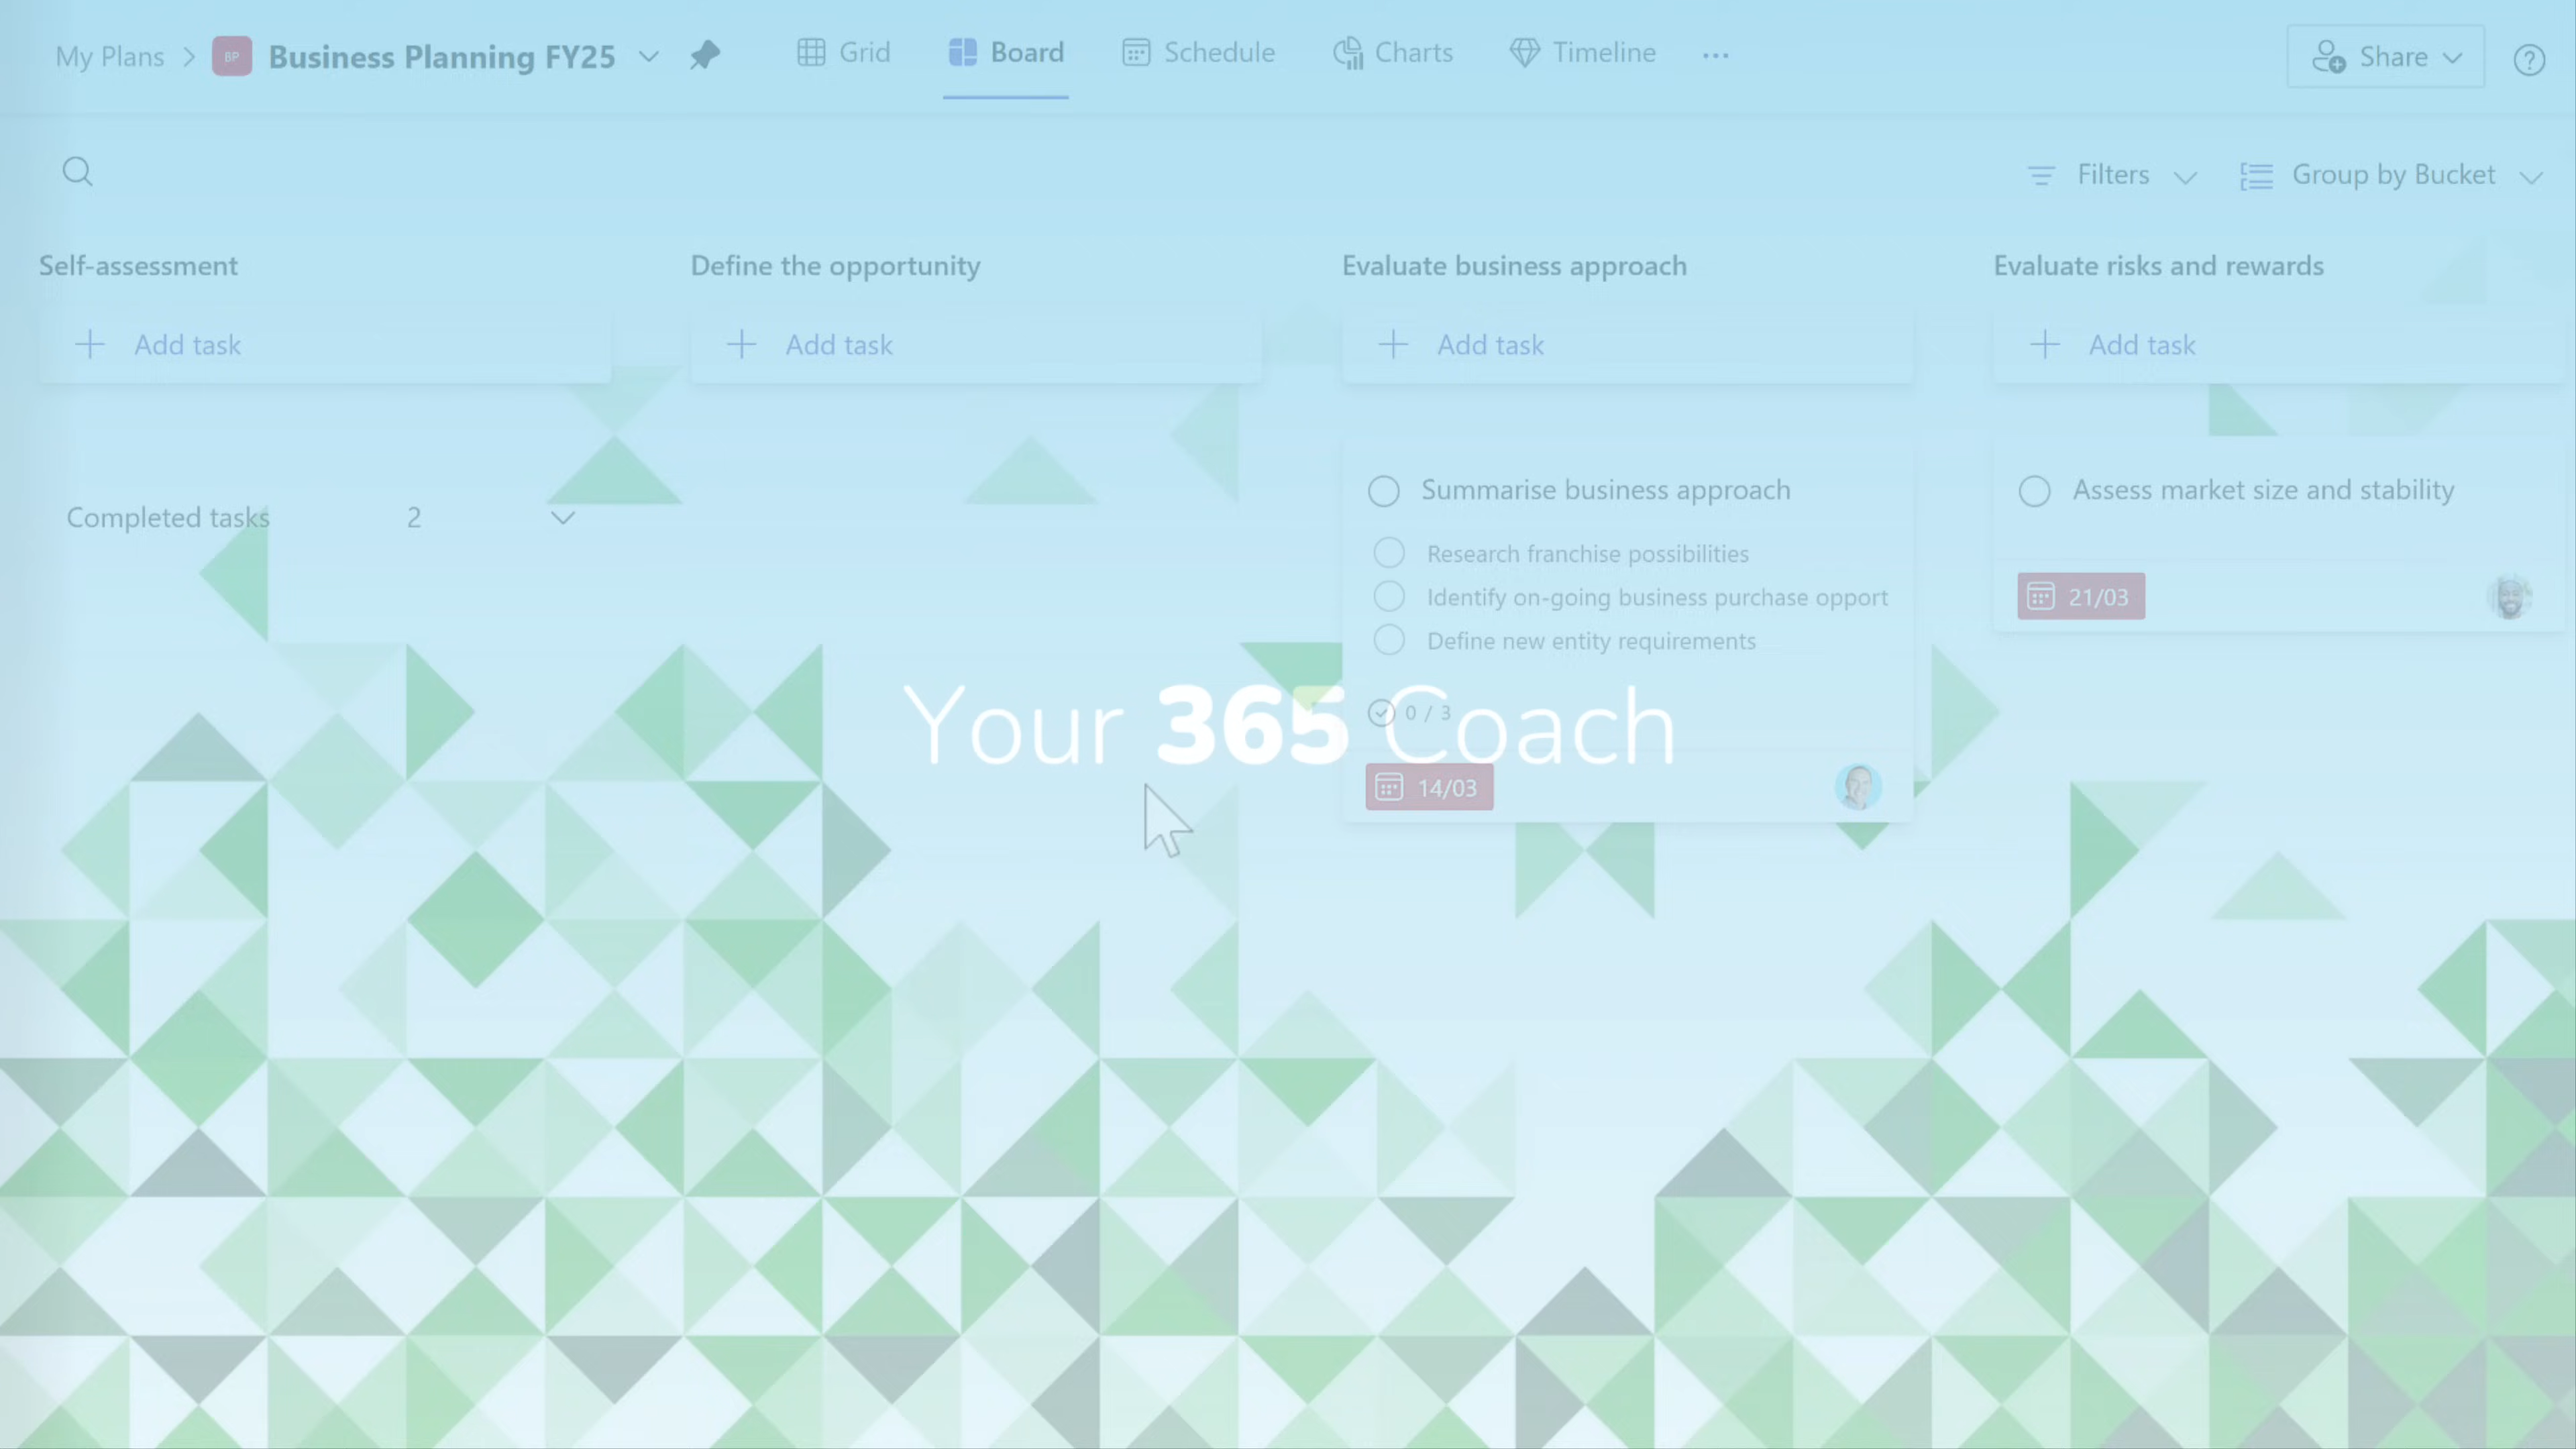 My Plans > BP Business Planning FY25
Grid
Board
Schedule
Charts
Timeline
...
Share
?
Filters
Group by Bucket
Self-assessment
Add task
Completed tasks 2
Define the opportunity
Add task
Evaluate business approach
Add task
Summarise business approach
Research franchise possibilities
Identify on-going business purchase opport
Define new entity requirements
0 / 3
14/03
Evaluate risks and rewards
Add task
Assess market size and stability
21/03
Your 365 Coach